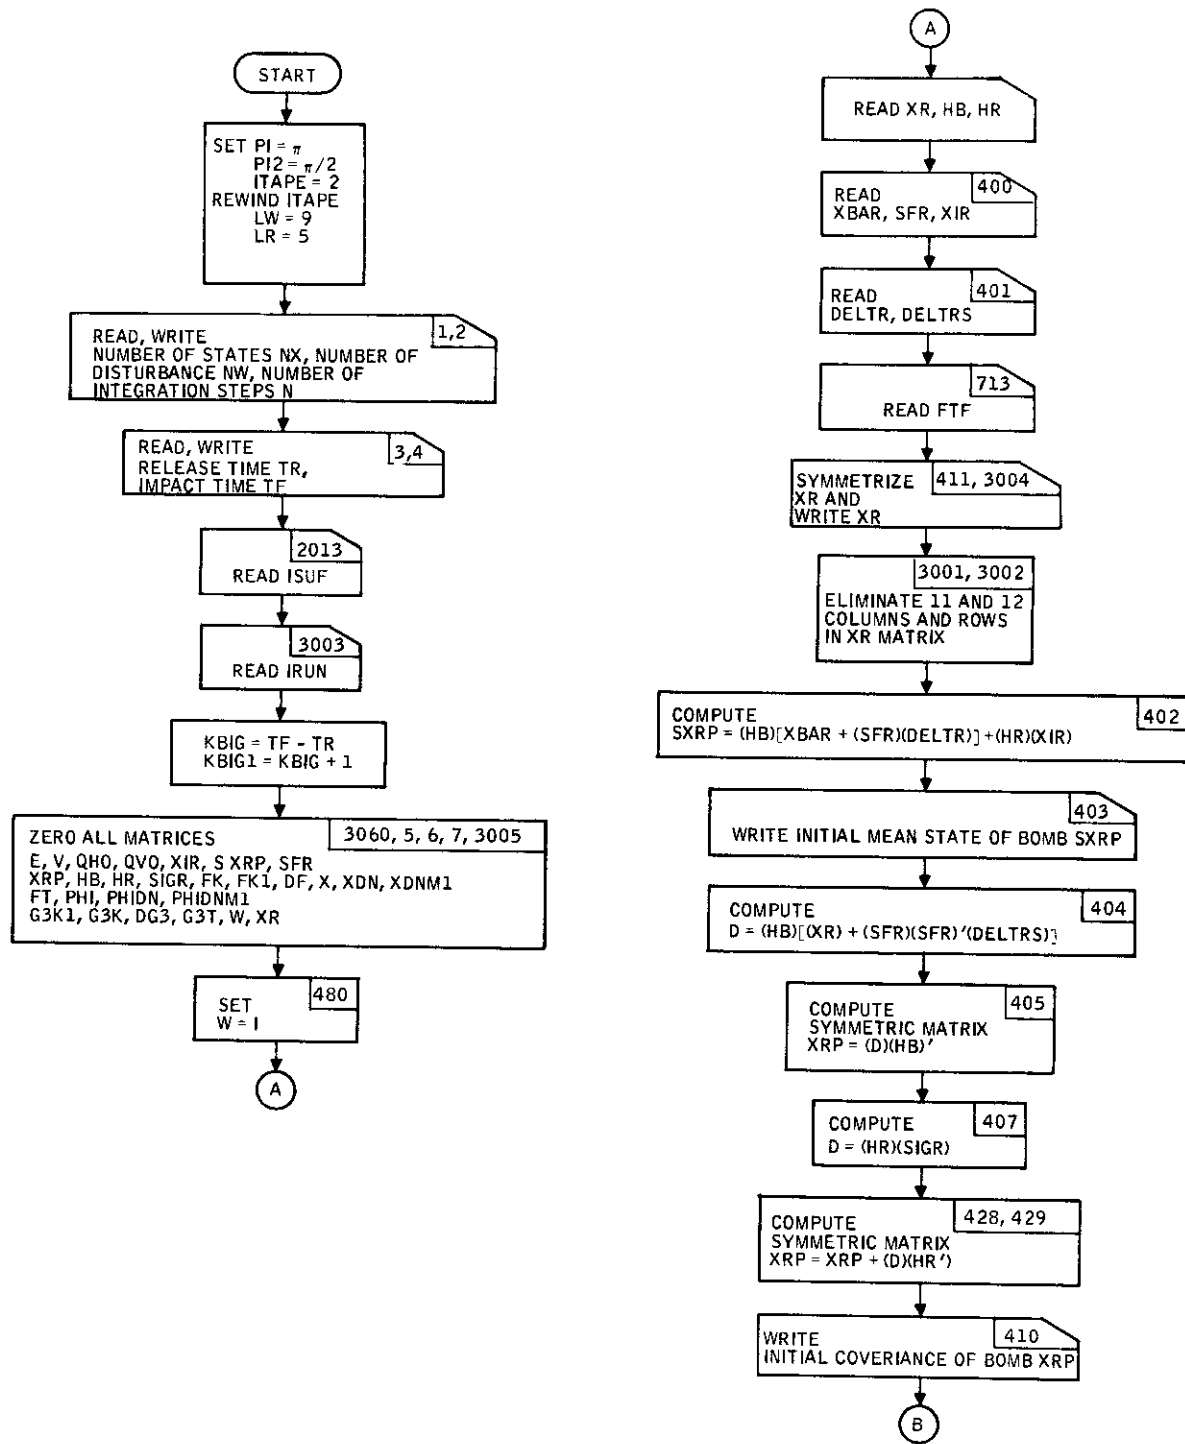 START
SET PI = π
PI2 = π/2
ITAPE = 2
REWIND ITAPE
LW = 9
LR = 5
1,2
READ, WRITE
NUMBER OF STATES NX, NUMBER OF
DISTURBANCE NW, NUMBER OF
INTEGRATION STEPS N
3,4
READ, WRITE
RELEASE TIME TR,
IMPACT TIME TF
2013
READ ISUF
3003
READ IRUN
KBIG = TF - TR
KBIG1 = KBIG + 1
ZERO ALL MATRICES
3060, 5, 6, 7, 3005
E, V, QHO, QVO, XIR, S XRP, SFR
XRP, HB, HR, SIGR, FK, FK1, DF, X, XDN, XDNM1
FT, PHI, PHIDN, PHIDNM1
G3K1, G3K, DG3, G3T, W, XR
480
SET
W = I
A
A
READ XR, HB, HR
400
READ
XBAR, SFR, XIR
401
READ
DELTR, DELTRS
713
READ FTF
411, 3004
SYMMETRIZE
XR AND
WRITE XR
3001, 3002
ELIMINATE 11 AND 12
COLUMNS AND ROWS
IN XR MATRIX
402
COMPUTE
SXRP = (HB)[XBAR + (SFR)(DELTR)] + (HR)(XIR)
403
WRITE INITIAL MEAN STATE OF BOMB SXRP
404
COMPUTE
D = (HB)[(XR) + (SFR)(SFR)'(DELTRS)]
405
COMPUTE
SYMMETRIC MATRIX
XRP = (D)(HB)'
407
COMPUTE
D = (HR)(SIGR)
428, 429
COMPUTE
SYMMETRIC MATRIX
XRP = XRP + (D)(HR')
410
WRITE
INITIAL COVERIANCE OF BOMB XRP
B